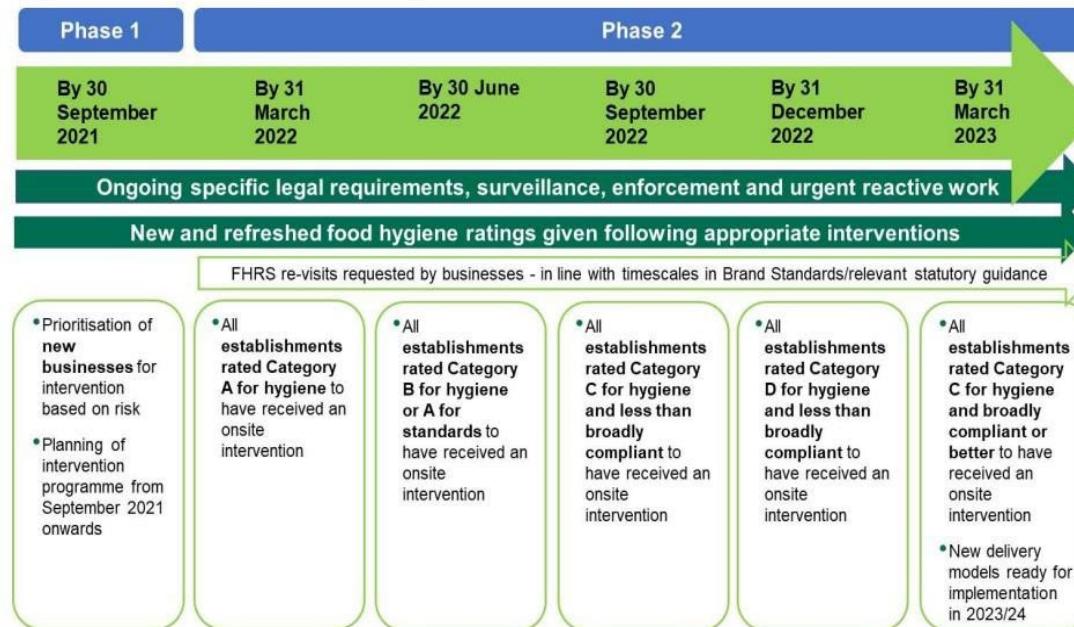 Phase 1
Phase 2
By 30
September
2021
By 31
March
2022
By 30 June
2022
By 30
September
2022
By 31
December
2022
By 31
March
2023
Ongoing specific legal requirements, surveillance, enforcement and urgent reactive work
New and refreshed food hygiene ratings given following appropriate interventions
FHRS re-visits requested by businesses - in line with timescales in Brand Standards/relevant statutory guidance
•Prioritisation of
new
businesses for
intervention
based on risk
•Planning of
intervention
programme from
September 2021
onwards
•All
establishments
rated Category
A for hygiene to
have received an
onsite
intervention
•All
establishments
rated Category
B for hygiene
or A for
standards to
have received an
onsite
intervention
•All
establishments
rated Category
C for hygiene
and less than
broadly
compliant to
have received an
onsite
intervention
•All
establishments
rated Category
D for hygiene
and less than
broadly
compliant to
have received an
onsite
intervention
•All
establishments
rated Category
C for hygiene
and broadly
compliant or
better to have
received an
onsite
intervention
•New delivery
models ready for
implementation
in 2023/24